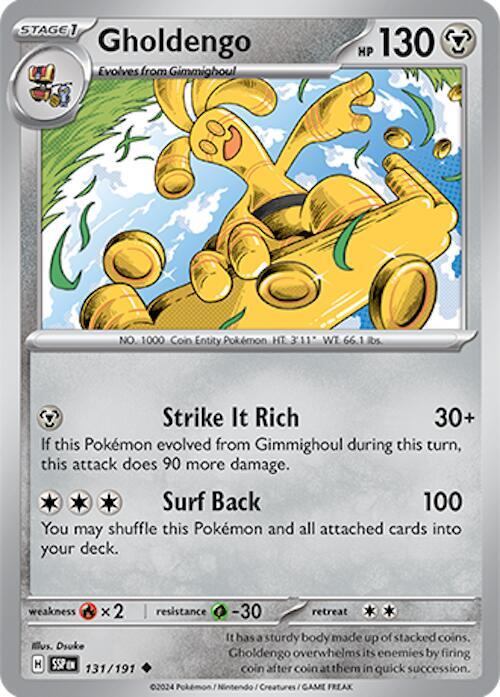 STAGE 1
Gholdengo
HP 130
Evolves from Gimmighoul
NO. 1000 Coin Entity Pokémon HT: 3'11" WT: 66.1 lbs.
Strike It Rich 30+
If this Pokémon evolved from Gimmighoul during this turn,
this attack does 90 more damage.
Surf Back 100
You may shuffle this Pokémon and all attached cards into
your deck.
weakness ×2 resistance -30 retreat
Illus. Dsuke
H SSP EN 131/191
It has a sturdy body made up of stacked coins.
Gholdengo overwhelms its enemies by firing
coin after coin at them in quick succession.
©2024 Pokémon / Nintendo / Creatures / GAME FREAK